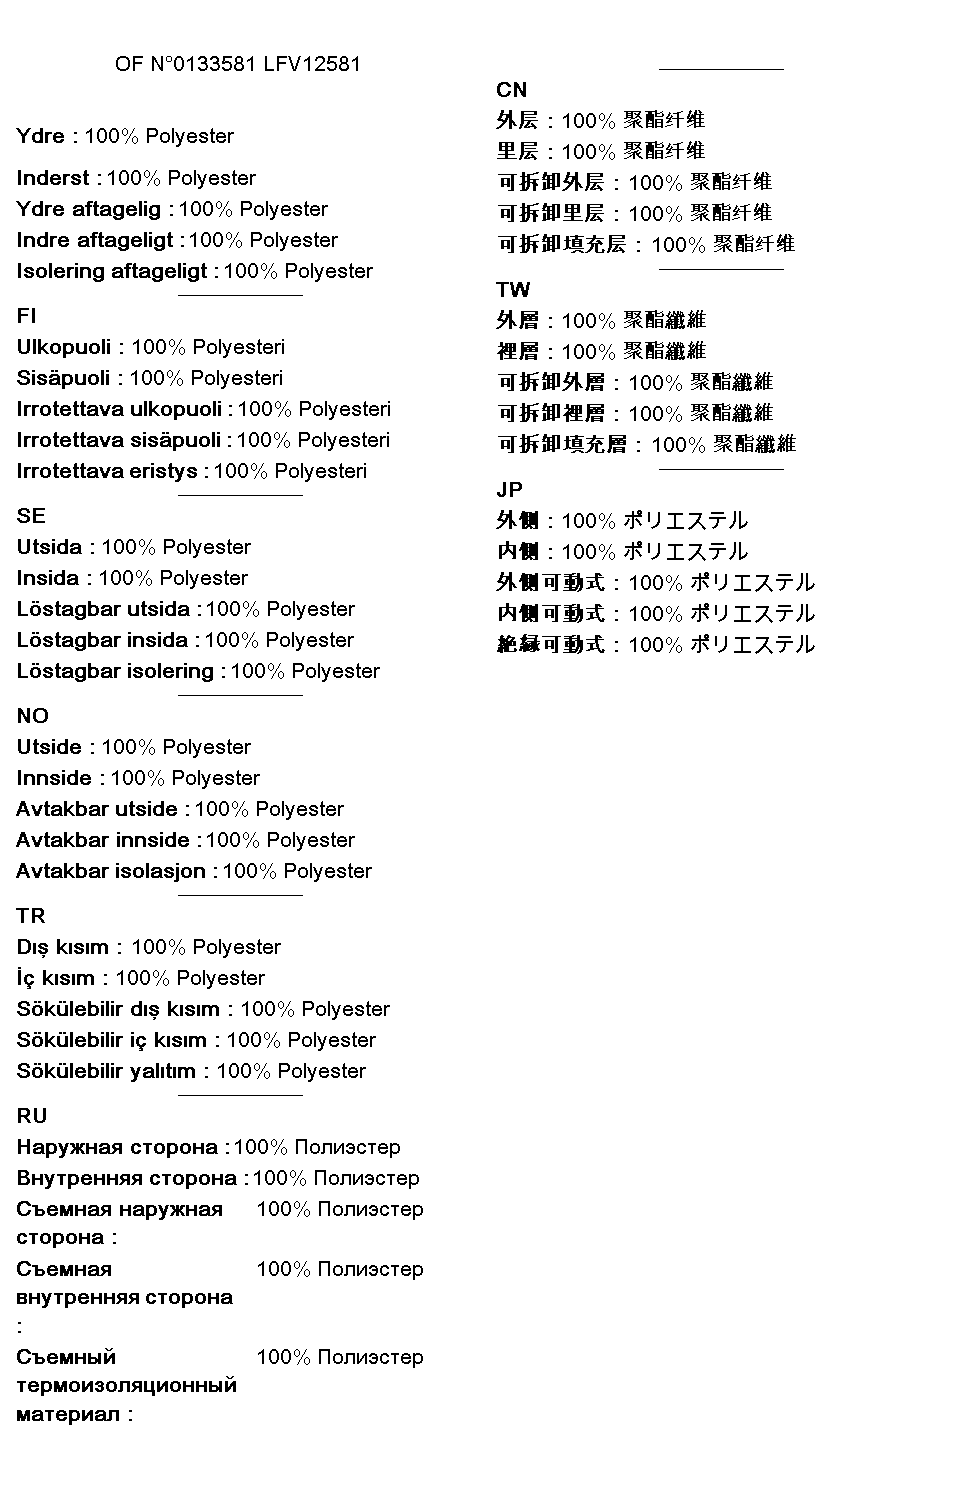 OF N°0133581 LFV12581
Ydre : 100% Polyester
Inderst : 100% Polyester
Ydre aftagelig : 100% Polyester
Indre aftageligt : 100% Polyester
Isolering aftageligt : 100% Polyester
FI
Ulkopuoli : 100% Polyesteri
Sisäpuoli : 100% Polyesteri
Irrotettava ulkopuoli : 100% Polyesteri
Irrotettava sisäpuoli : 100% Polyesteri
Irrotettava eristys : 100% Polyesteri
SE
Utsida : 100% Polyester
Insida : 100% Polyester
Löstagbar utsida : 100% Polyester
Löstagbar insida : 100% Polyester
Löstagbar isolering : 100% Polyester
NO
Utside : 100% Polyester
Innside : 100% Polyester
Avtakbar utside : 100% Polyester
Avtakbar innside : 100% Polyester
Avtakbar isolasjon : 100% Polyester
TR
Dış kısım : 100% Polyester
İç kısım : 100% Polyester
Sökülebilir dış kısım : 100% Polyester
Sökülebilir iç kısım : 100% Polyester
Sökülebilir yalıtım : 100% Polyester
RU
Наружная сторона : 100% Полиэстер
Внутренняя сторона : 100% Полиэстер
Съемная наружная 100% Полиэстер
сторона :
Съемная 100% Полиэстер
внутренняя сторона
:
Съемный 100% Полиэстер
термоизоляционный
материал :
CN
外层 : 100% 聚酯纤维
里层 : 100% 聚酯纤维
可拆卸外层 : 100% 聚酯纤维
可拆卸里层 : 100% 聚酯纤维
可拆卸填充层 : 100% 聚酯纤维
TW
外層 : 100% 聚酯纖維
裡層 : 100% 聚酯纖維
可拆卸外層 : 100% 聚酯纖維
可拆卸裡層 : 100% 聚酯纖維
可拆卸填充層 : 100% 聚酯纖維
JP
外側 : 100% ポリエステル
内側 : 100% ポリエステル
外側可動式 : 100% ポリエステル
内側可動式 : 100% ポリエステル
絶縁可動式 : 100% ポリエステル